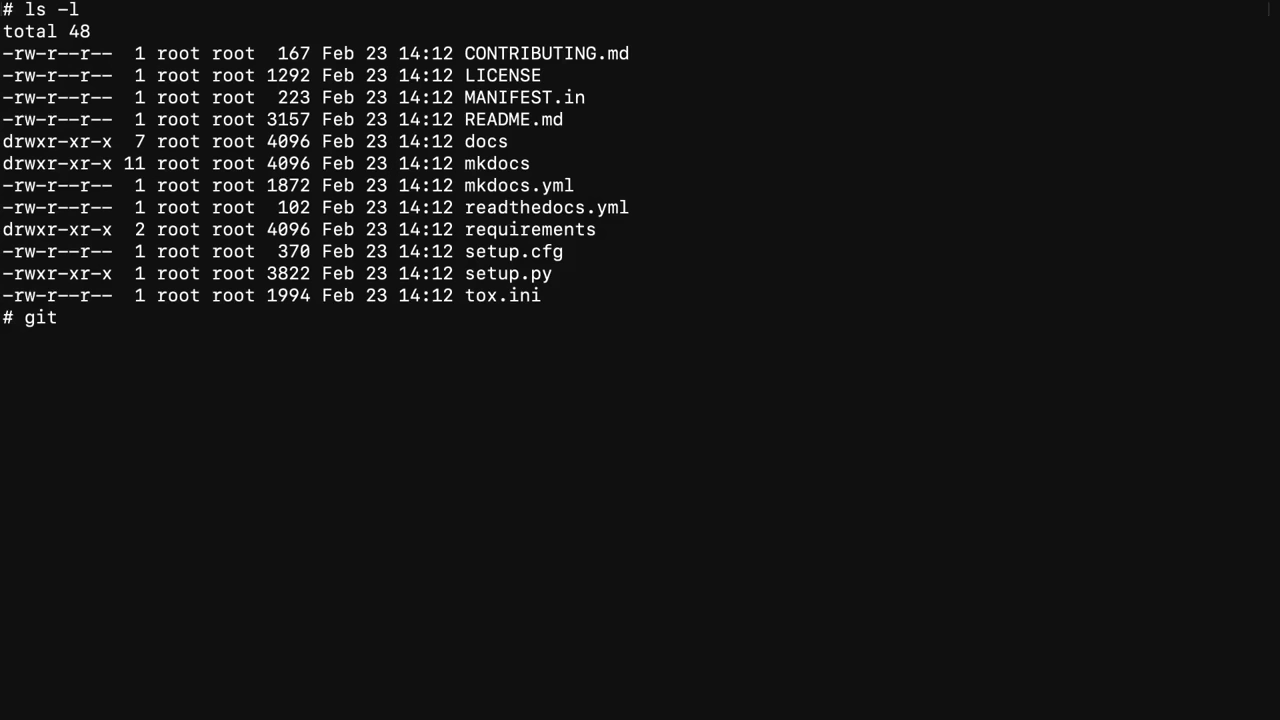 # ls -l
total 48
-rw-r--r--  1 root root  167 Feb 23 14:12 CONTRIBUTING.md
-rw-r--r--  1 root root 1292 Feb 23 14:12 LICENSE
-rw-r--r--  1 root root  223 Feb 23 14:12 MANIFEST.in
-rw-r--r--  1 root root 3157 Feb 23 14:12 README.md
drwxr-xr-x  7 root root 4096 Feb 23 14:12 docs
drwxr-xr-x 11 root root 4096 Feb 23 14:12 mkdocs
-rw-r--r--  1 root root 1872 Feb 23 14:12 mkdocs.yml
-rw-r--r--  1 root root  102 Feb 23 14:12 readthedocs.yml
drwxr-xr-x  2 root root 4096 Feb 23 14:12 requirements
-rw-r--r--  1 root root  370 Feb 23 14:12 setup.cfg
-rwxr-xr-x  1 root root 3822 Feb 23 14:12 setup.py
-rw-r--r--  1 root root 1994 Feb 23 14:12 tox.ini
# git